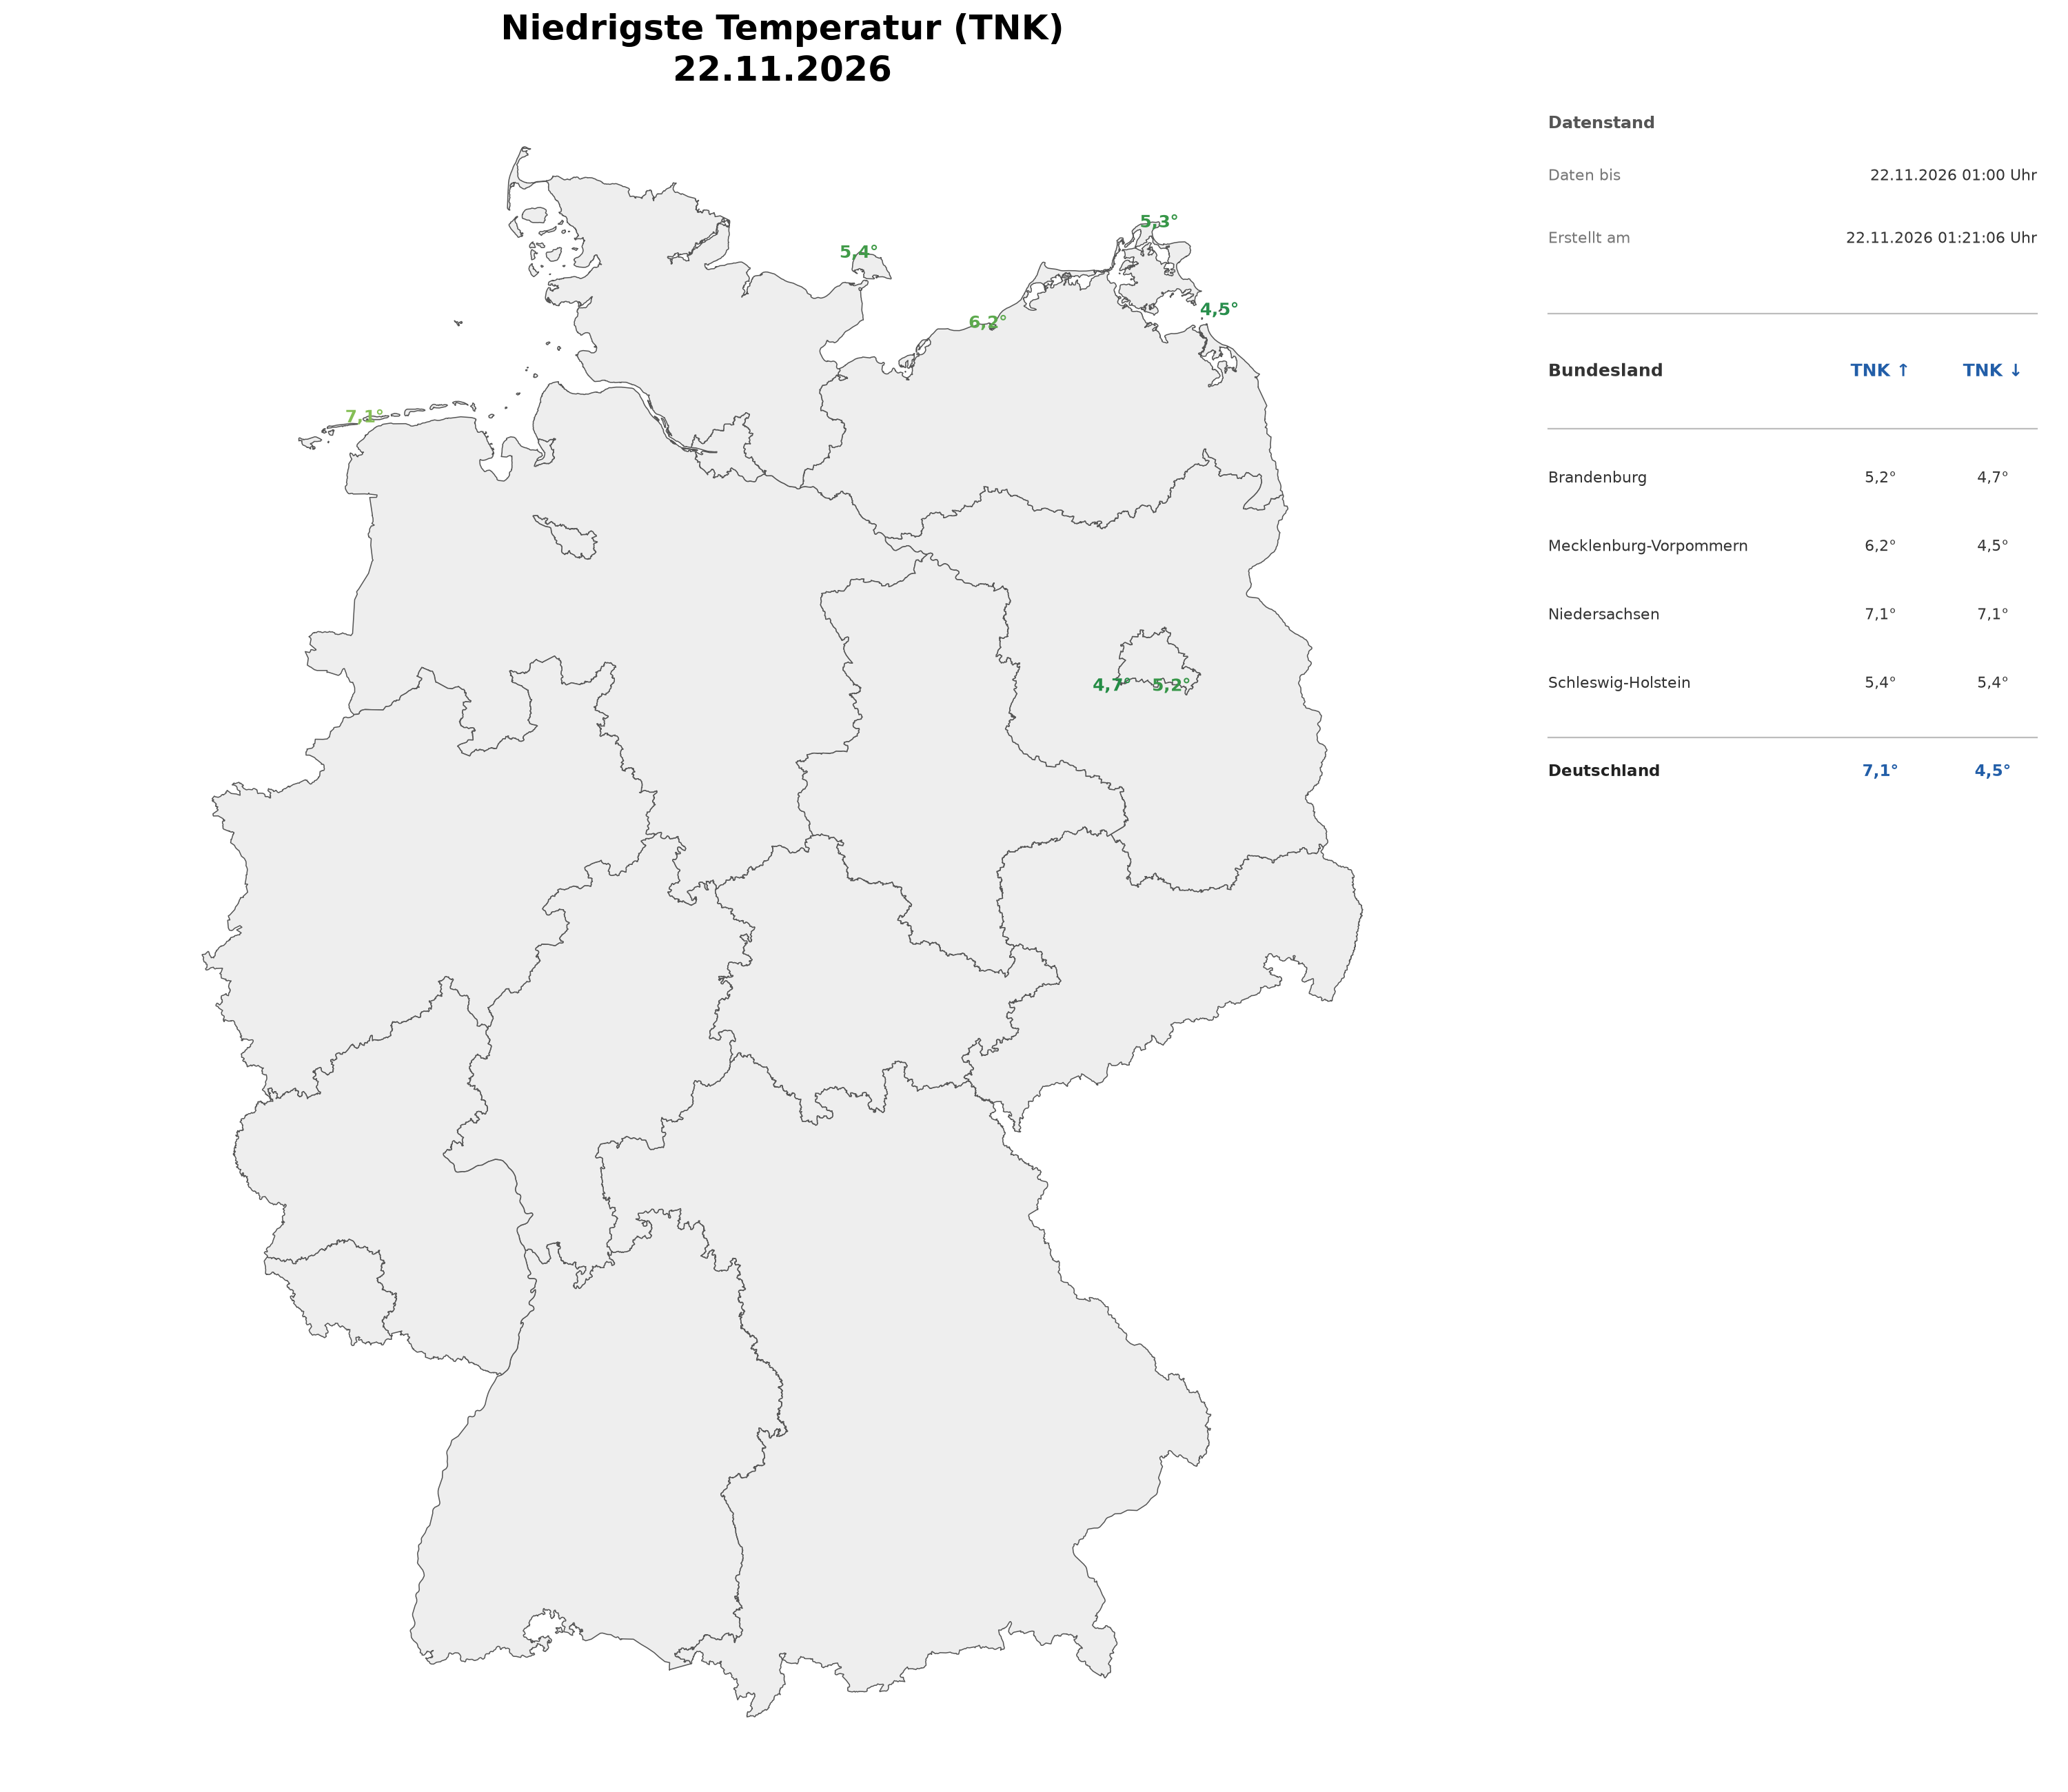 Niedrigste Temperatur (TNK)
22.11.2026
Datenstand
Daten bis 22.11.2026 01:00 Uhr
Erstellt am 22.11.2026 01:21:06 Uhr
Bundesland TNK ↑ TNK ↓
Brandenburg 5,2° 4,7°
Mecklenburg-Vorpommern 6,2° 4,5°
Niedersachsen 7,1° 7,1°
Schleswig-Holstein 5,4° 5,4°
Deutschland 7,1° 4,5°
5,3°
5,4°
4,5°
6,2°
7,1°
4,7° 5,2°